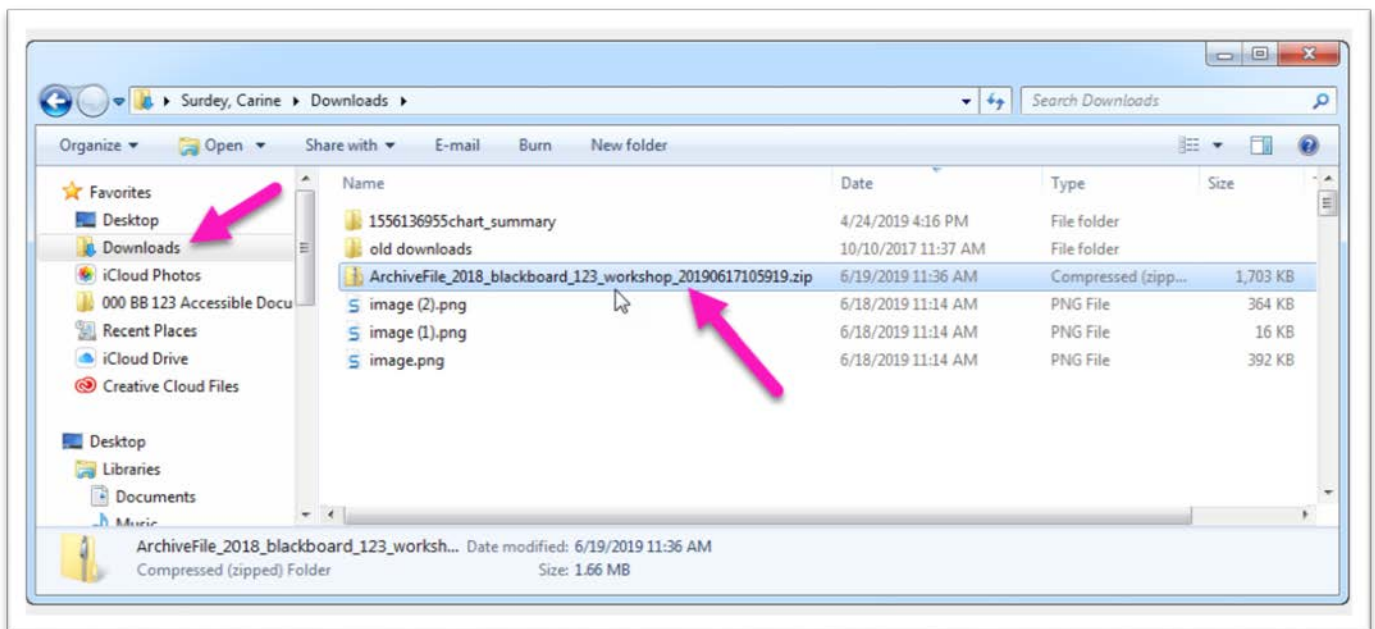 Surdey, Carine Downloads
Search Downloads
Organize Open Share with E-mail Burn New folder
Favorites
Desktop
Downloads
iCloud Photos
000 BB 123 Accessible Docu
Recent Places
iCloud Drive
Creative Cloud Files
Desktop
Libraries
Documents
Music
Name Date Type Size
1556136955chart_summary 4/24/2019 4:16 PM File folder
old downloads 10/10/2017 11:37 AM File folder
ArchiveFile_2018_blackboard_123_workshop_20190617105919.zip 6/19/2019 11:36 AM Compressed (zipp... 1,703 KB
image (2).png 6/18/2019 11:14 AM PNG File 364 KB
image (1).png 6/18/2019 11:14 AM PNG File 16 KB
image.png 6/18/2019 11:14 AM PNG File 392 KB
ArchiveFile_2018_blackboard_123_worksh... Date modified: 6/19/2019 11:36 AM
Compressed (zipped) Folder Size: 1.66 MB